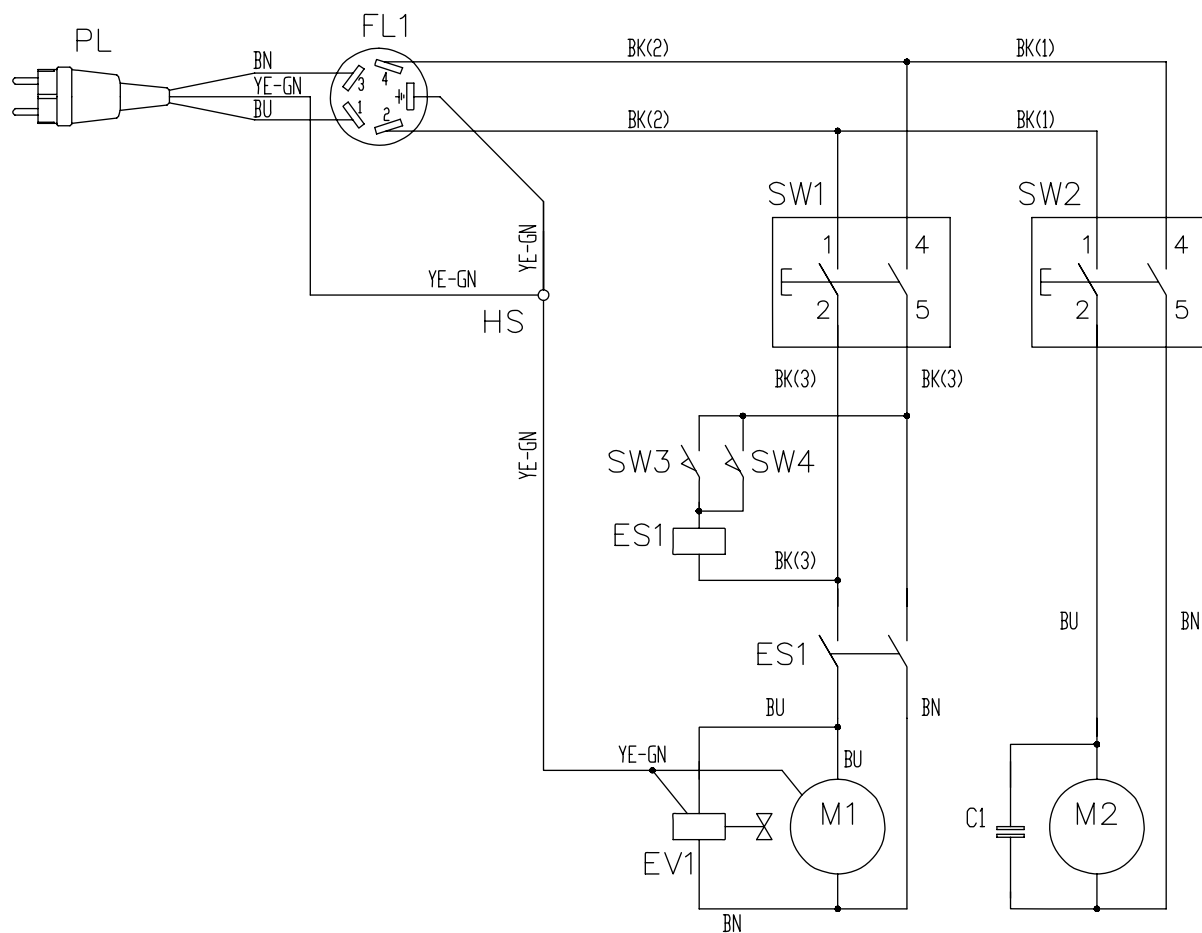 PL
FL1
BN
YE-GN
BU
3
4
1
2
BK(2)
BK(1)
BK(2)
BK(1)
SW1
SW2
1
4
2
5
1
4
2
5
YE-GN
YE-GN
HS
BK(3)
BK(3)
YE-GN
SW3
SW4
ES1
BK(3)
BU
BN
ES1
BU
BN
YE-GN
BU
M1
C1
M2
EV1
BN